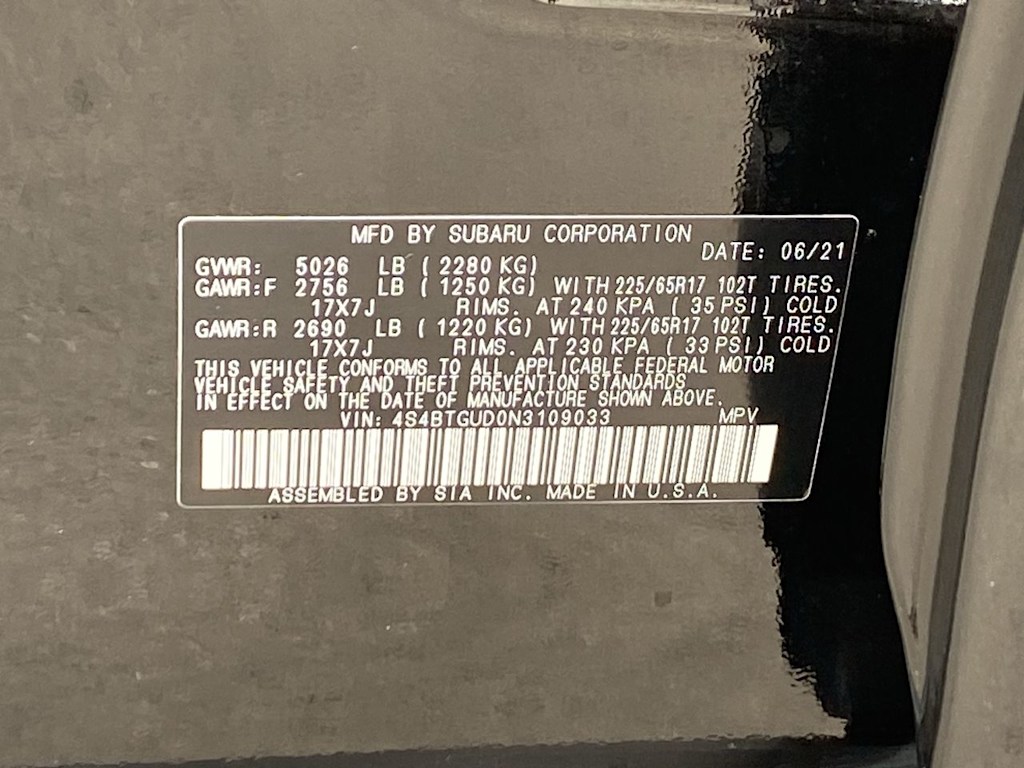 MFD BY SUBARU CORPORATION
DATE: 06/21
GVWR: 5026 LB ( 2280 KG)
GAWR:F 2756 LB ( 1250 KG) WITH 225/65R17 102T TIRES.
17X7J RIMS. AT 240 KPA ( 35 PSI) COLD
GAWR:R 2690 LB ( 1220 KG) WITH 225/65R17 102T TIRES.
17X7J RIMS. AT 230 KPA ( 33 PSI) COLD
THIS VEHICLE CONFORMS TO ALL APPLICABLE FEDERAL MOTOR
VEHICLE SAFETY AND THEFT PREVENTION STANDARDS
IN EFFECT ON THE DATE OF MANUFACTURE SHOWN ABOVE.
VIN: 4S4BTGUD0N3109033 MPV
ASSEMBLED BY SIA INC. MADE IN U.S.A.